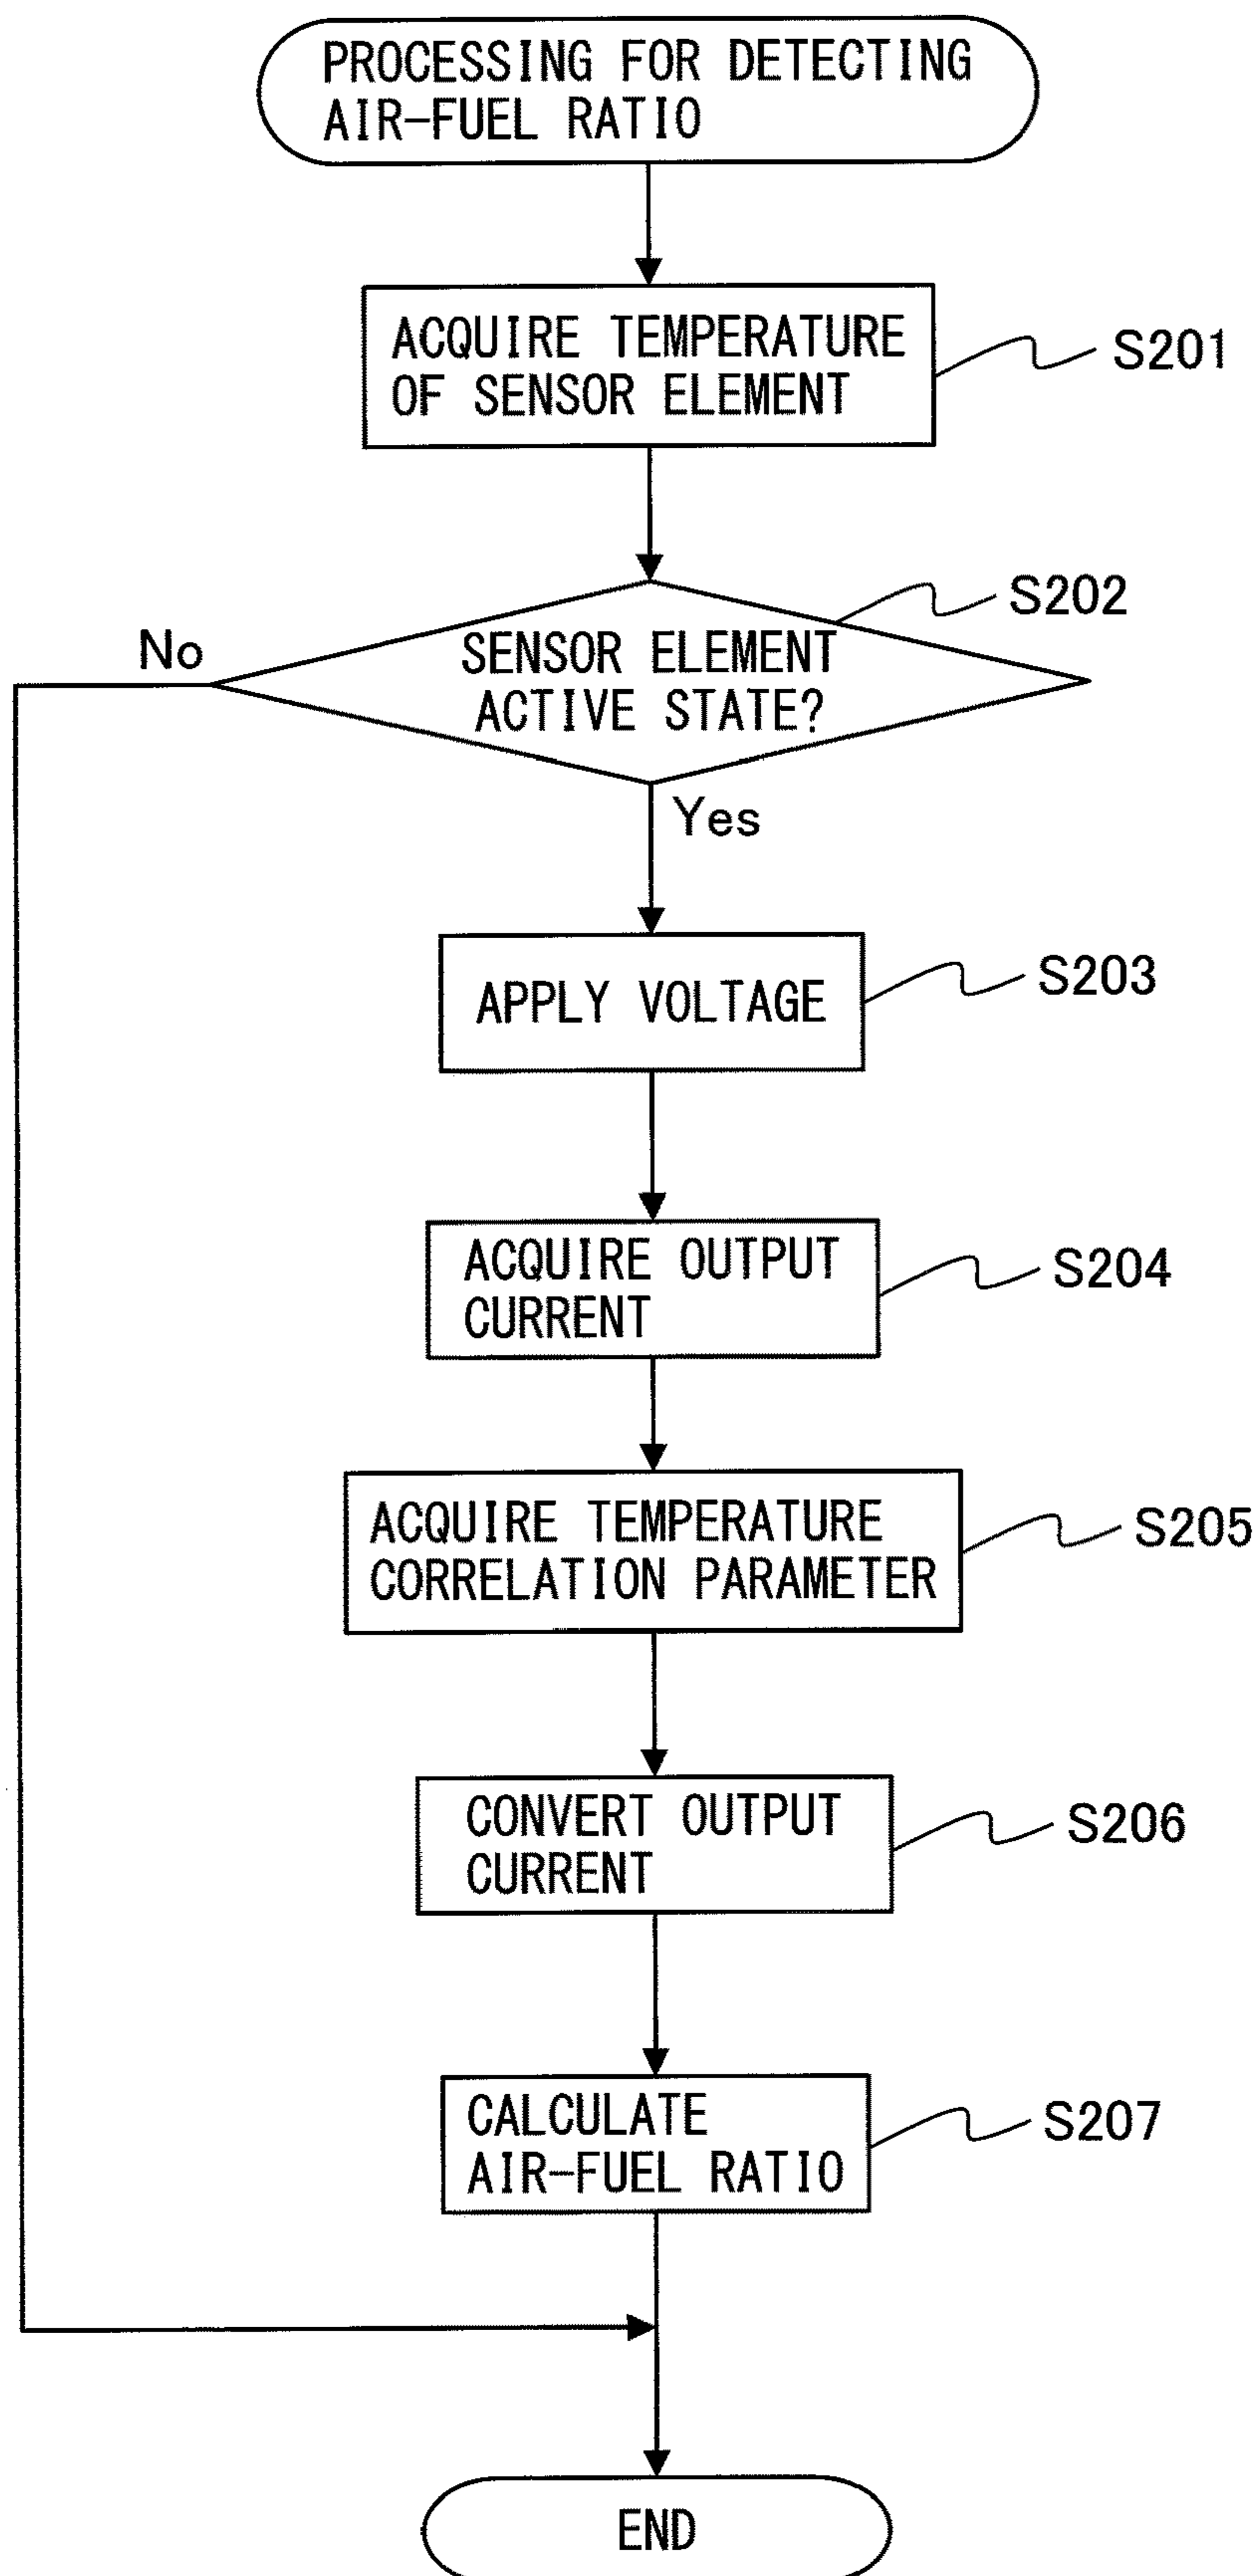 PROCESSING FOR DETECTING
AIR-FUEL RATIO
ACQUIRE TEMPERATURE
OF SENSOR ELEMENT
S201
S202
No
SENSOR ELEMENT
ACTIVE STATE?
Yes
APPLY VOLTAGE
S203
ACQUIRE OUTPUT
CURRENT
S204
ACQUIRE TEMPERATURE
CORRELATION PARAMETER
S205
CONVERT OUTPUT
CURRENT
S206
CALCULATE
AIR-FUEL RATIO
S207
END